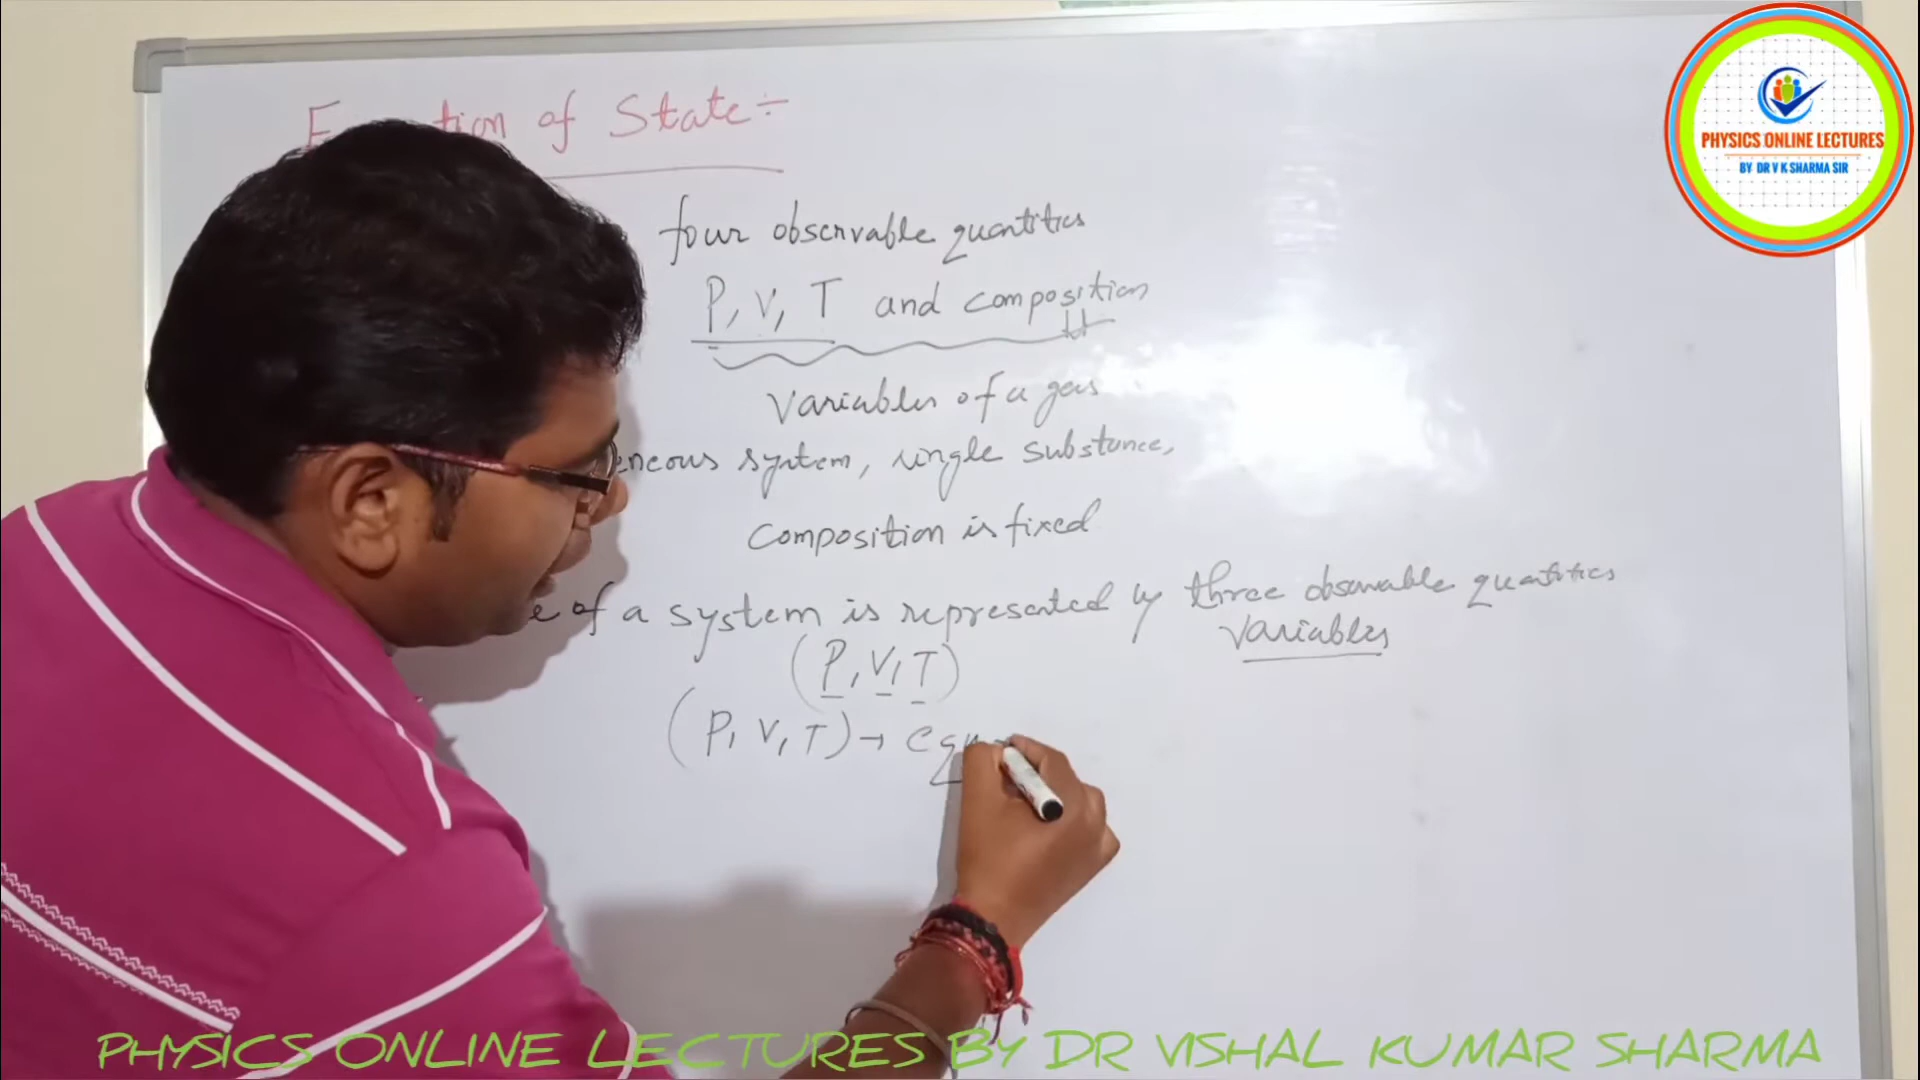 of State÷
four observable quantities
P, V, T and composition
Variables of a gas
system, single substance,
Composition is fixed
of a system is represented by three observable quantities
variables
(P, V, T)
(P, V, T) →
PHYSICS ONLINE LECTURES
BY DR V K SHARMA SIR
PHYSICS ONLINE LECTURES BY DR VISHAL KUMAR SHARMA